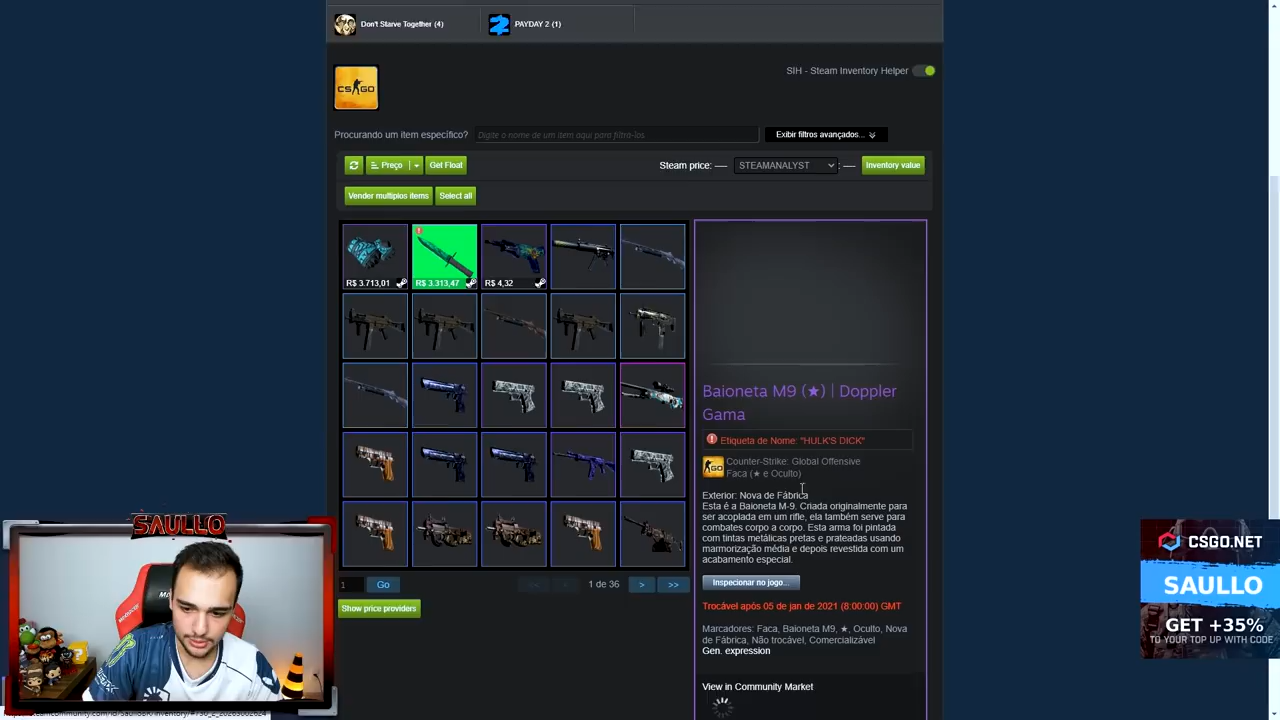 Don't Starve Together (4)
PAYDAY 2 (1)
CS GO
SIH - Steam Inventory Helper
Procurando um item específico?
Digite o nome de um item aqui para filtrá-los
Exibir filtros avançados...
Preço
Get Float
Steam price: —
STEAMANALYST
: —
Inventory value
Vender multiplos items
Select all
R$ 3.713,01
R$ 3.313,47
R$ 4,32
Baioneta M9 (★) | Doppler
Gama
Etiqueta de Nome: "HULK'S DICK"
Counter-Strike: Global Offensive
Faca (★ e Oculto)
Exterior: Nova de Fábrica
Esta é a Baioneta M-9. Criada originalmente para
ser acoplada em um rifle, ela também serve para
combates corpo a corpo. Esta arma foi pintada
com tintas metálicas pretas e prateadas usando
marmorização média e depois revestida com um
acabamento especial.
Inspecionar no jogo...
Trocável após 05 de jan de 2021 (8:00:00) GMT
Marcadores: Faca, Baioneta M9, ★, Oculto, Nova
de Fábrica, Não trocável, Comercializável
Gen. expression
View in Community Market
1
Go
<<
<
1 de 36
>
>>
Show price providers
SAULLO
CSGO.NET
SAULLO
GET +35%
TO YOUR TOP UP WITH CODE